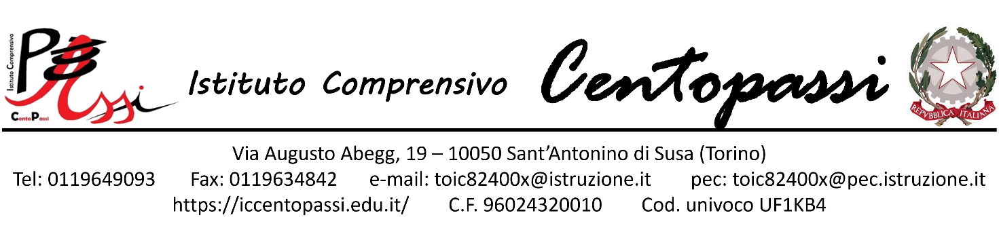 Istituto Comprensivo
PaSSi
CentoPassi
Istituto Comprensivo Centopassi
REPVBBLICA ITALIANA
Via Augusto Abegg, 19 – 10050 Sant’Antonino di Susa (Torino)
Tel: 0119649093 Fax: 0119634842 e-mail: toic82400x@istruzione.it pec: toic82400x@pec.istruzione.it
https://iccentopassi.edu.it/ C.F. 96024320010 Cod. univoco UF1KB4